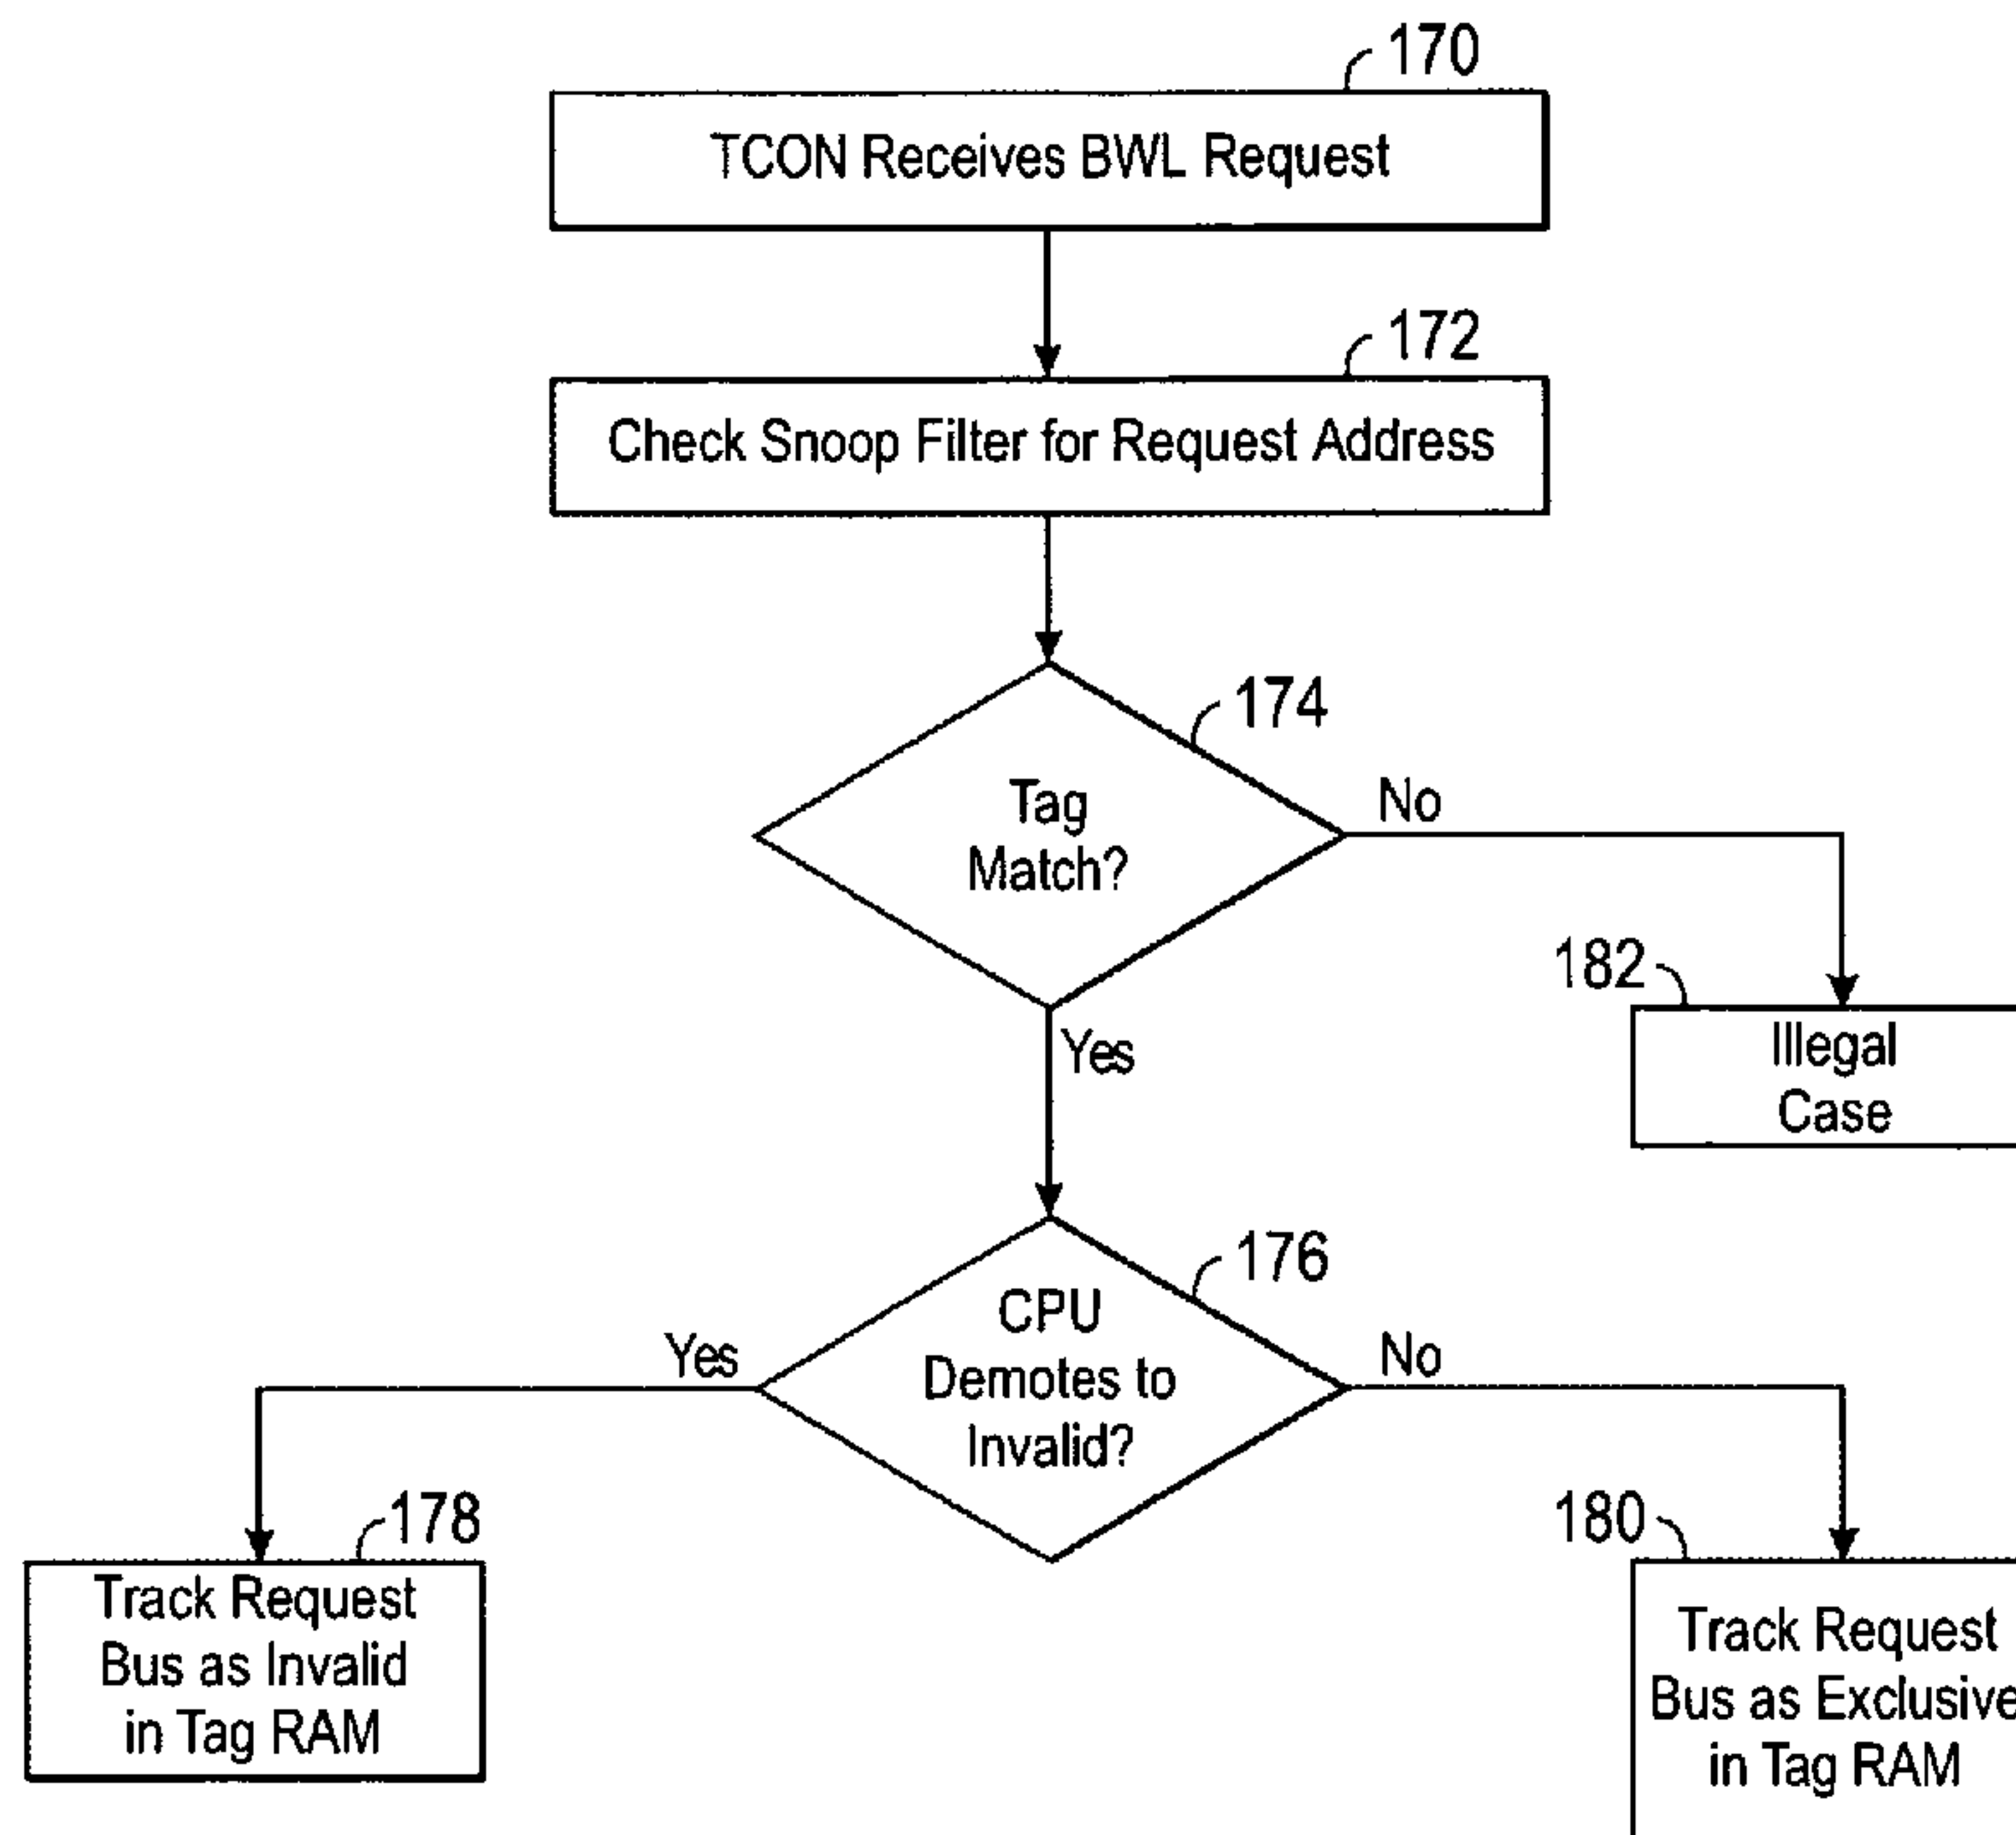 170
TCON Receives BWL Request
172
Check Snoop Filter for Request Address
174
Tag
Match?
No
Yes
182
Illegal
Case
176
CPU
Demotes to
Invalid?
Yes
No
178
Track Request
Bus as Invalid
in Tag RAM
180
Track Request
Bus as Exclusive
in Tag RAM